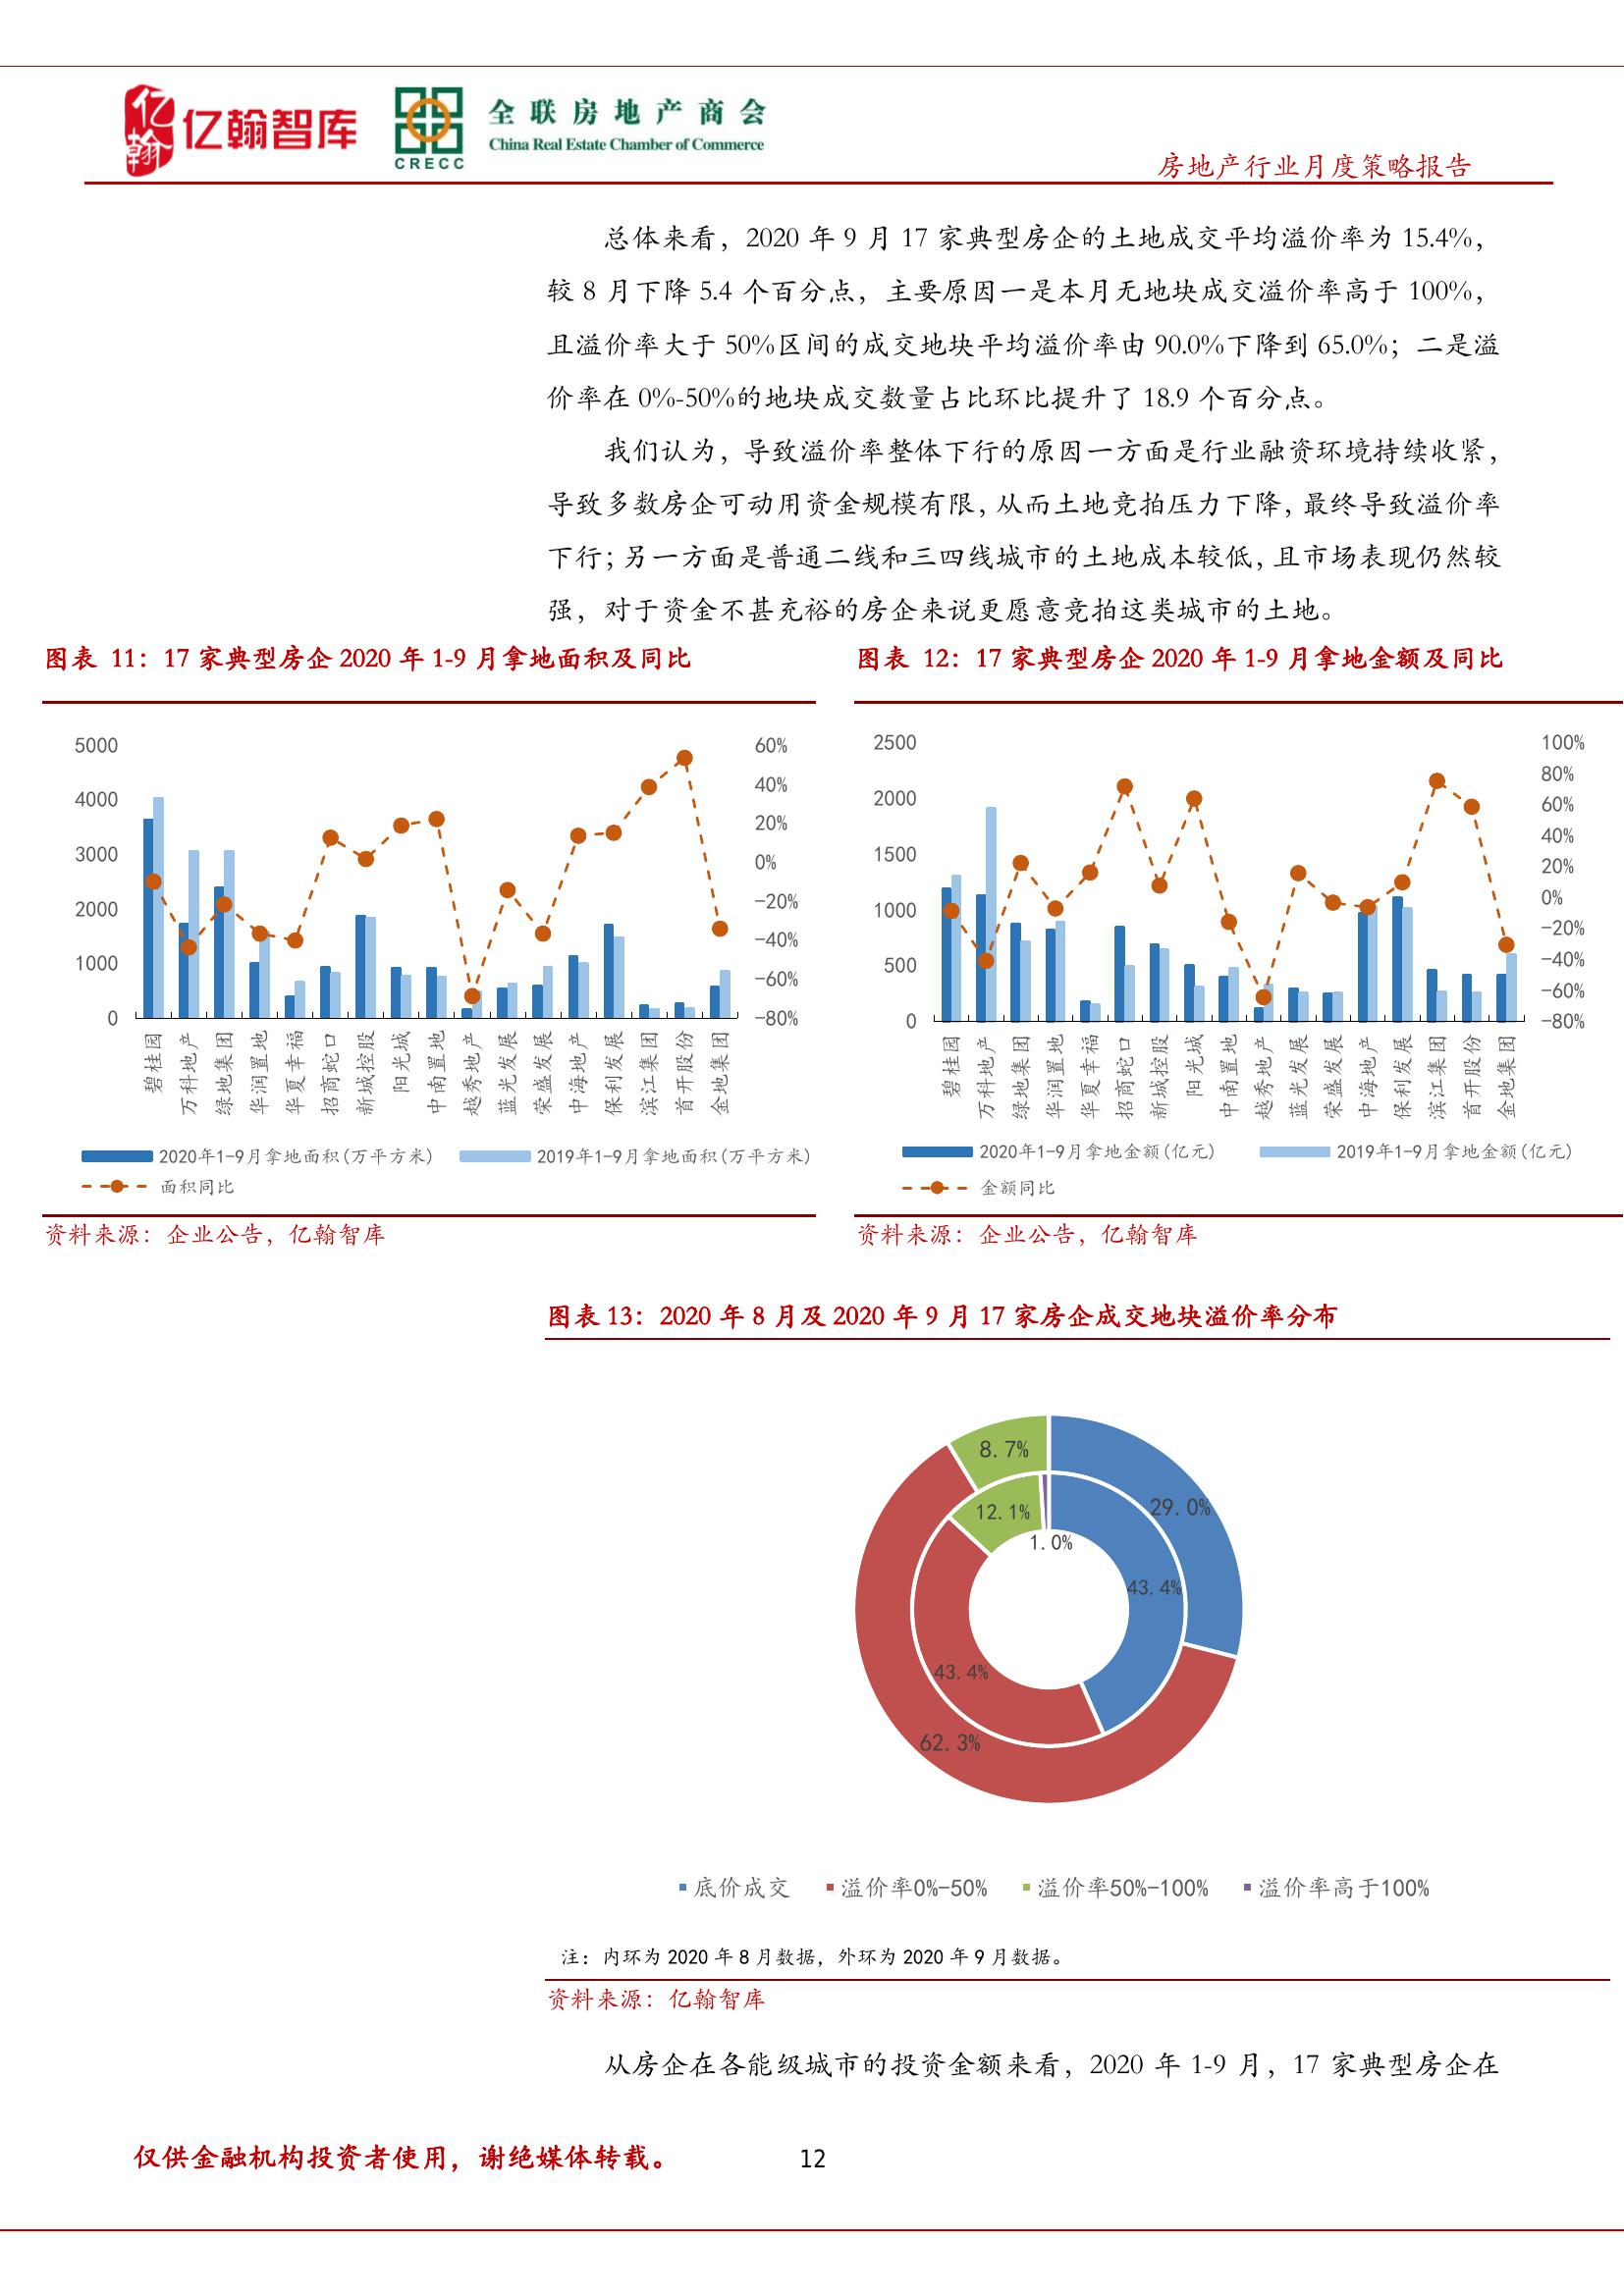 亿翰
亿翰智库
CRECC
全联房地产商会
China Real Estate Chamber of Commerce
房地产行业月度策略报告
总体来看，2020 年 9 月 17 家典型房企的土地成交平均溢价率为 15.4%，
较 8 月下降 5.4 个百分点，主要原因一是本月无地块成交溢价率高于 100%，
且溢价率大于 50%区间的成交地块平均溢价率由 90.0%下降到 65.0%；二是溢
价率在 0%-50%的地块成交数量占比环比提升了 18.9 个百分点。
我们认为，导致溢价率整体下行的原因一方面是行业融资环境持续收紧，
导致多数房企可动用资金规模有限，从而土地竞拍压力下降，最终导致溢价率
下行；另一方面是普通二线和三四线城市的土地成本较低，且市场表现仍然较
强，对于资金不甚充裕的房企来说更愿意竞拍这类城市的土地。
图表 11：17 家典型房企 2020 年 1-9 月拿地面积及同比
5000
4000
3000
2000
1000
0
60%
40%
20%
0%
-20%
-40%
-60%
-80%
碧桂园
万科地产
绿地集团
华润置地
华夏幸福
招商蛇口
新城控股
阳光城
中南置地
越秀地产
蓝光发展
荣盛发展
中海地产
保利发展
滨江集团
首开股份
金地集团
2020年1-9月拿地面积(万平方米)
2019年1-9月拿地面积(万平方米)
面积同比
资料来源：企业公告，亿翰智库
图表 12：17 家典型房企 2020 年 1-9 月拿地金额及同比
2500
2000
1500
1000
500
0
100%
80%
60%
40%
20%
0%
-20%
-40%
-60%
-80%
碧桂园
万科地产
绿地集团
华润置地
华夏幸福
招商蛇口
新城控股
阳光城
中南置地
越秀地产
蓝光发展
荣盛发展
中海地产
保利发展
滨江集团
首开股份
金地集团
2020年1-9月拿地金额(亿元)
2019年1-9月拿地金额(亿元)
金额同比
资料来源：企业公告，亿翰智库
图表 13：2020 年 8 月及 2020 年 9 月 17 家房企成交地块溢价率分布
8.7%
29.0%
12.1%
1.0%
43.4%
43.4%
62.3%
底价成交
溢价率0%-50%
溢价率50%-100%
溢价率高于100%
注：内环为 2020 年 8 月数据，外环为 2020 年 9 月数据。
资料来源：亿翰智库
从房企在各能级城市的投资金额来看，2020 年 1-9 月，17 家典型房企在
仅供金融机构投资者使用，谢绝媒体转载。
12